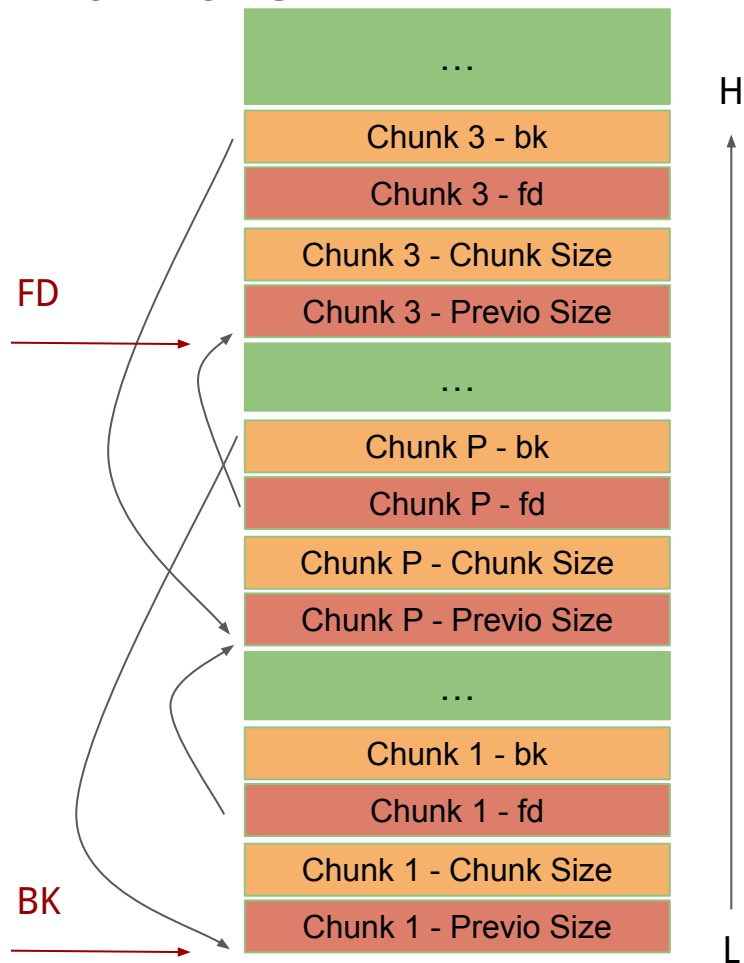 ...
H
Chunk 3 - bk
Chunk 3 - fd
Chunk 3 - Chunk Size
FD
Chunk 3 - Previo Size
...
Chunk P - bk
Chunk P - fd
Chunk P - Chunk Size
Chunk P - Previo Size
...
Chunk 1 - bk
Chunk 1 - fd
Chunk 1 - Chunk Size
BK
Chunk 1 - Previo Size
L